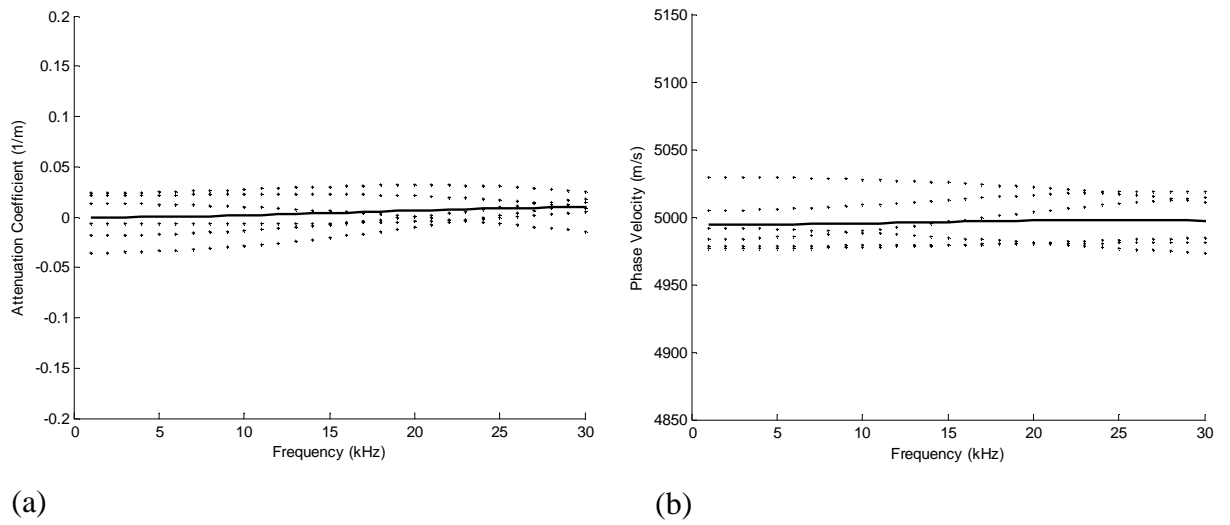 0.2
0.15
0.1
0.05
0
-0.05
-0.1
-0.15
-0.2
Attenuation Coefficient (1/m)
0 5 10 15 20 25 30
Frequency (kHz)
(a)
5150
5100
5050
5000
4950
4900
4850
Phase Velocity (m/s)
0 5 10 15 20 25 30
Frequency (kHz)
(b)